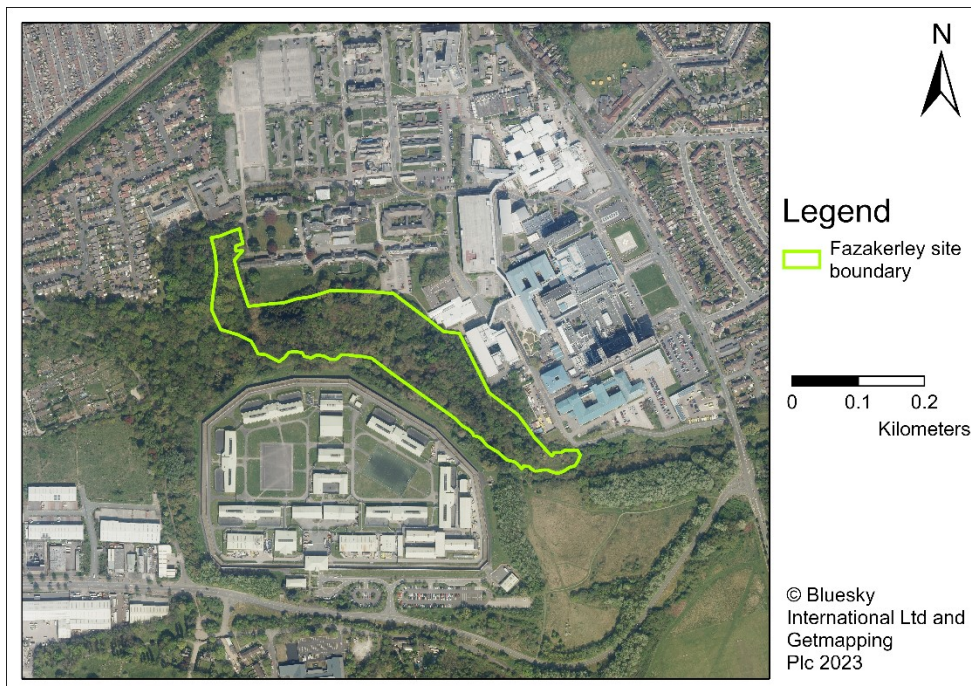 N
Legend
Fazakerley site
boundary
0 0.1 0.2
Kilometers
© Bluesky
International Ltd and
Getmapping
Plc 2023